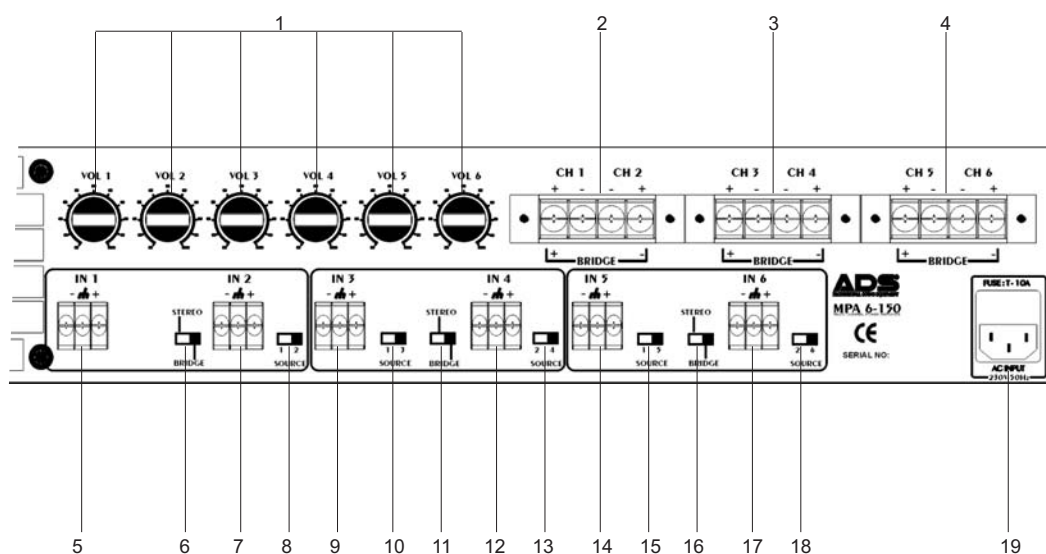 1 2 3 4
VOL 1 VOL 2 VOL 3 VOL 4 VOL 5 VOL 6
CH 1 CH 2 CH 3 CH 4 CH 5 CH 6
+ - - + + - - + + - - +
+ BRIDGE - + BRIDGE - + BRIDGE -
IN 1 IN 2 IN 3 IN 4 IN 5 IN 6
- + - + - + - + - + - +
STEREO STEREO STEREO
BRIDGE BRIDGE BRIDGE
1 2 1 3 2 4 1 5 2 6
SOURCE SOURCE SOURCE SOURCE SOURCE
ADS
MPA 6-150
CE
SERIAL NO:
FUSE: T- 10A
AC INPUT
230V 50Hz
5 6 7 8 9 10 11 12 13 14 15 16 17 18 19